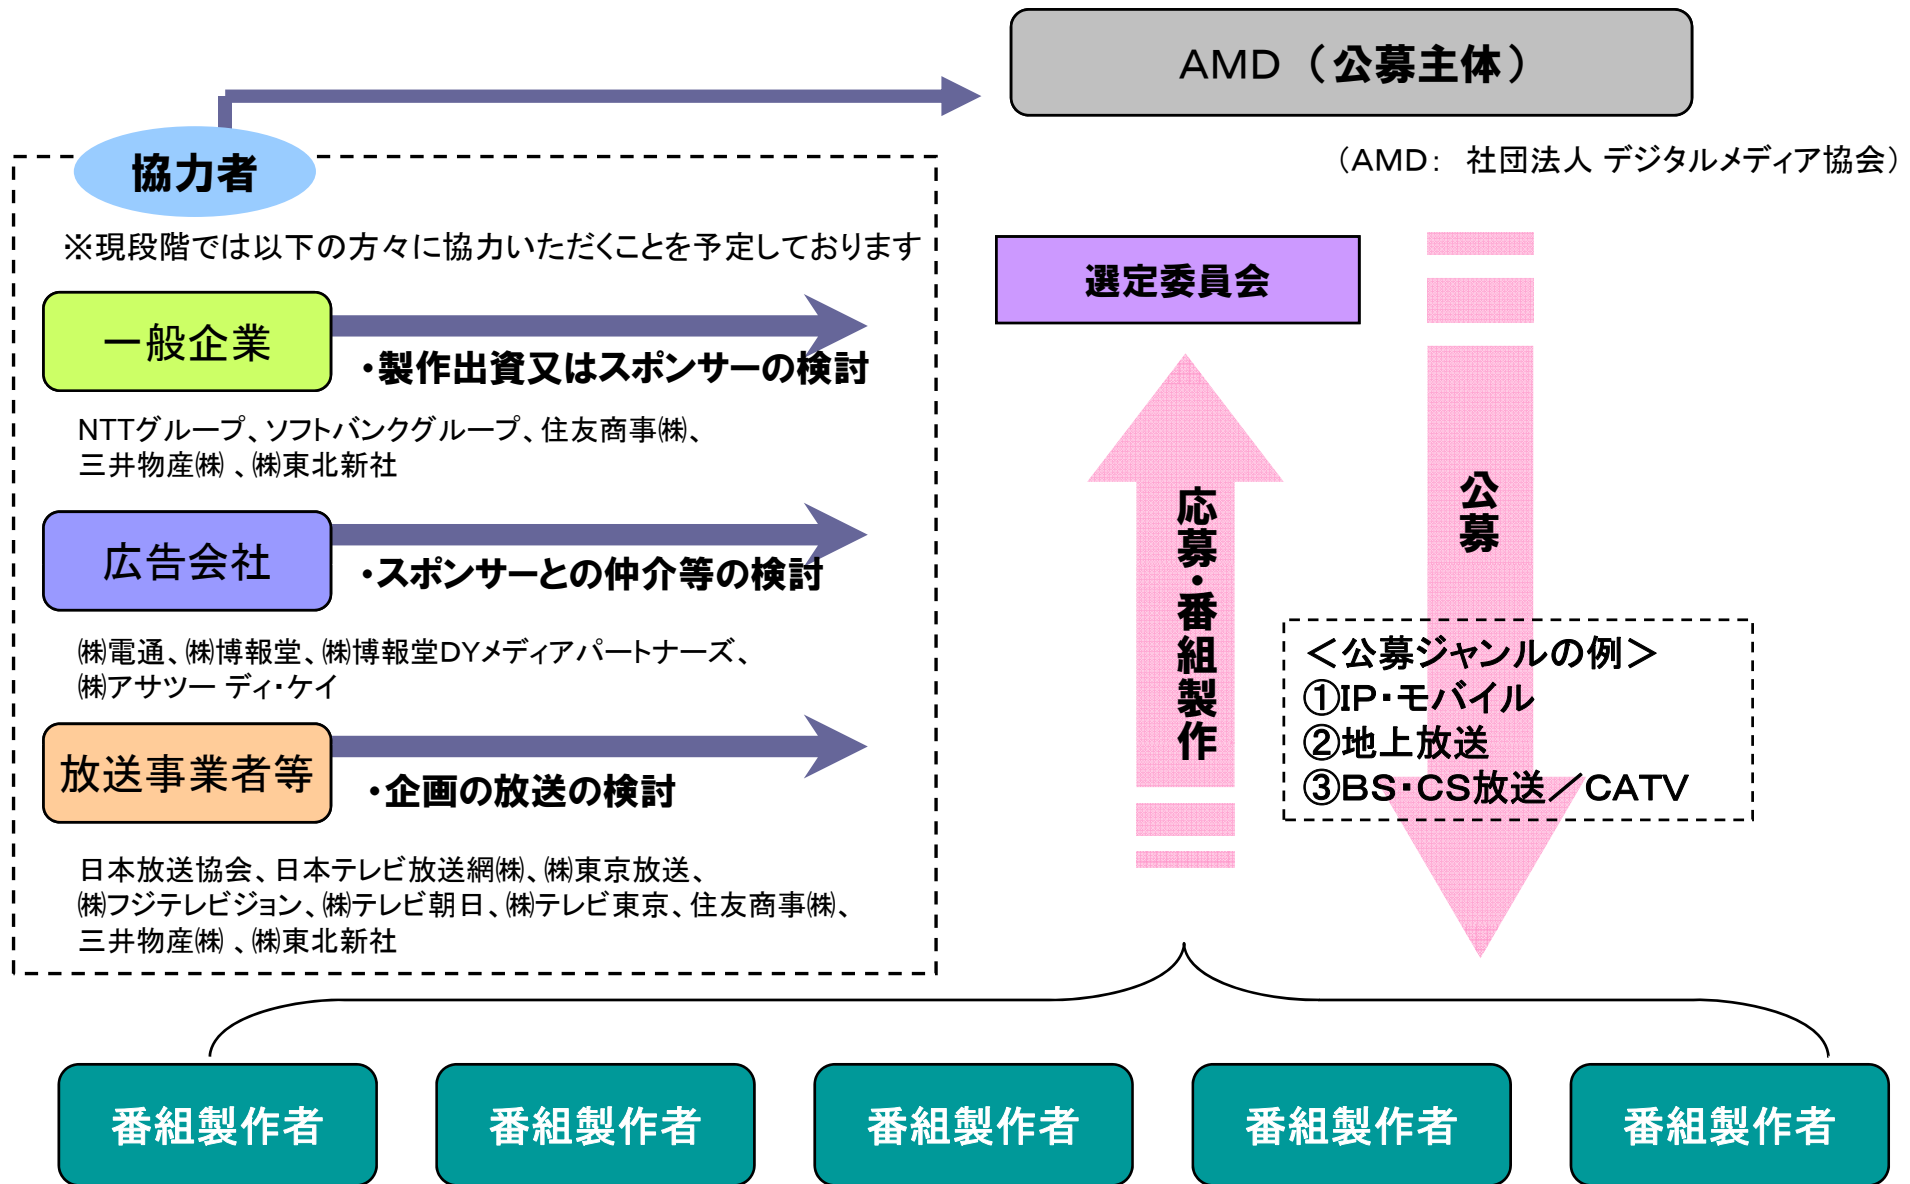 AMD（公募主体）
（AMD： 社団法人 デジタルメディア協会）
協力者
※現段階では以下の方々に協力いただくことを予定しております
一般企業
・製作出資又はスポンサーの検討
NTTグループ、ソフトバンクグループ、住友商事㈱、
三井物産㈱ 、㈱東北新社
広告会社
・スポンサーとの仲介等の検討
㈱電通、㈱博報堂、㈱博報堂DYメディアパートナーズ、
㈱アサツー ディ・ケイ
放送事業者等
・企画の放送の検討
日本放送協会、日本テレビ放送網㈱、㈱東京放送、
㈱フジテレビジョン、㈱テレビ朝日、㈱テレビ東京、住友商事㈱、
三井物産㈱ 、㈱東北新社
選定委員会
応募・番組製作
公募
＜公募ジャンルの例＞
①IP・モバイル
②地上放送
③BS・CS放送／CATV
番組製作者
番組製作者
番組製作者
番組製作者
番組製作者